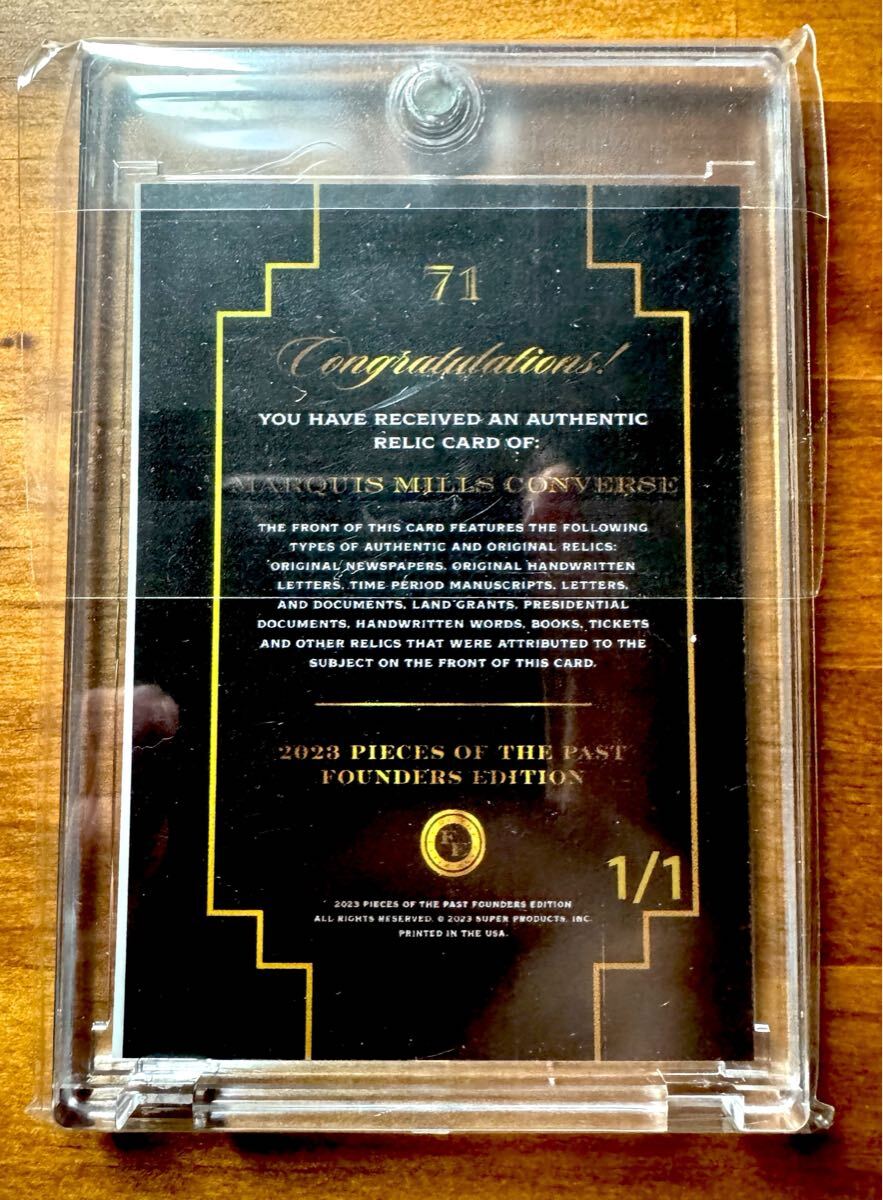 71
Congratulations!
YOU HAVE RECEIVED AN AUTHENTIC
RELIC CARD OF:
MARQUIS MILLS CONVERSE
THE FRONT OF THIS CARD FEATURES THE FOLLOWING
TYPES OF AUTHENTIC AND ORIGINAL RELICS:
ORIGINAL NEWSPAPERS, ORIGINAL HANDWRITTEN
LETTERS, TIME PERIOD MANUSCRIPTS, LETTERS,
AND DOCUMENTS, LAND GRANTS, PRESIDENTIAL
DOCUMENTS, HANDWRITTEN WORDS, BOOKS, TICKETS
AND OTHER RELICS THAT WERE ATTRIBUTED TO THE
SUBJECT ON THE FRONT OF THIS CARD.
2023 PIECES OF THE PAST
FOUNDERS EDITION
1/1
2023 PIECES OF THE PAST FOUNDERS EDITION
ALL RIGHTS RESERVED. © 2023 SUPER PRODUCTS, INC.
PRINTED IN THE USA.